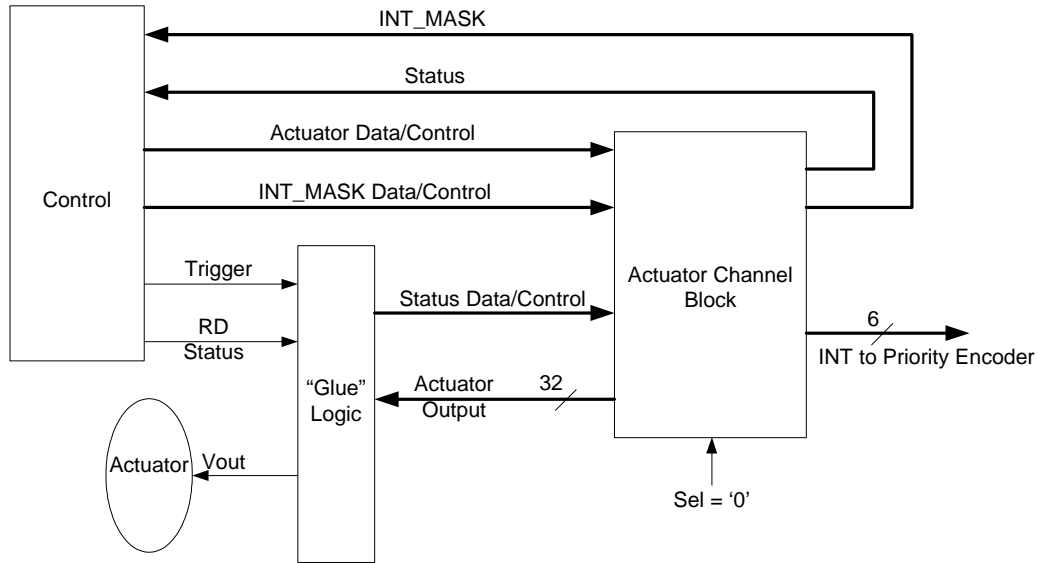 INT_MASK
Status
Actuator Data/Control
INT_MASK Data/Control
Control
Trigger
RD
Status
"Glue"
Logic
Status Data/Control
Actuator
Output
32
Actuator Channel
Block
6
INT to Priority Encoder
Actuator
Vout
Sel = ‘0’